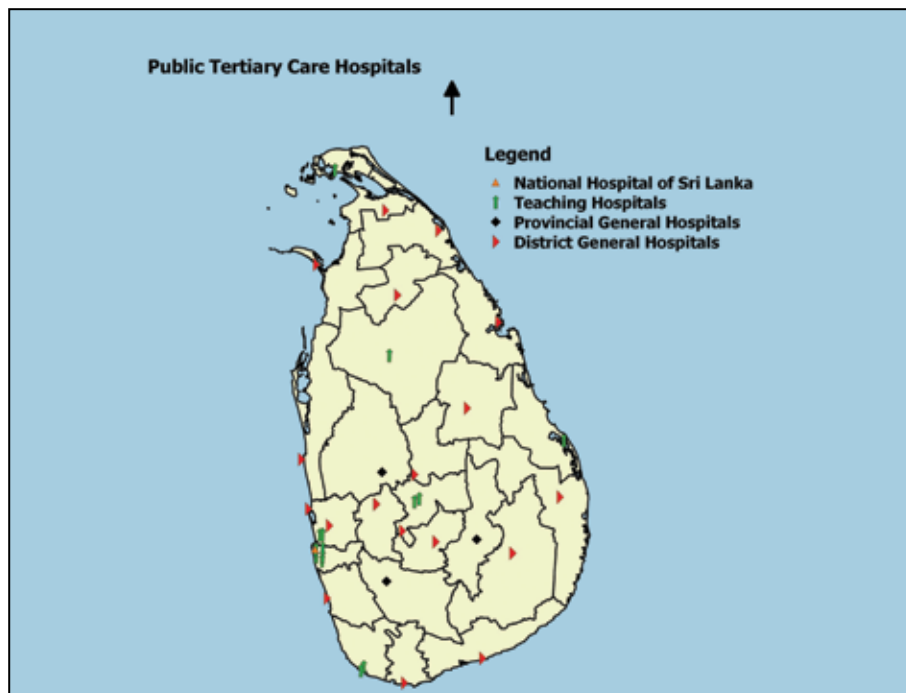 Public Tertiary Care Hospitals
Legend
National Hospital of Sri Lanka
Teaching Hospitals
Provincial General Hospitals
District General Hospitals